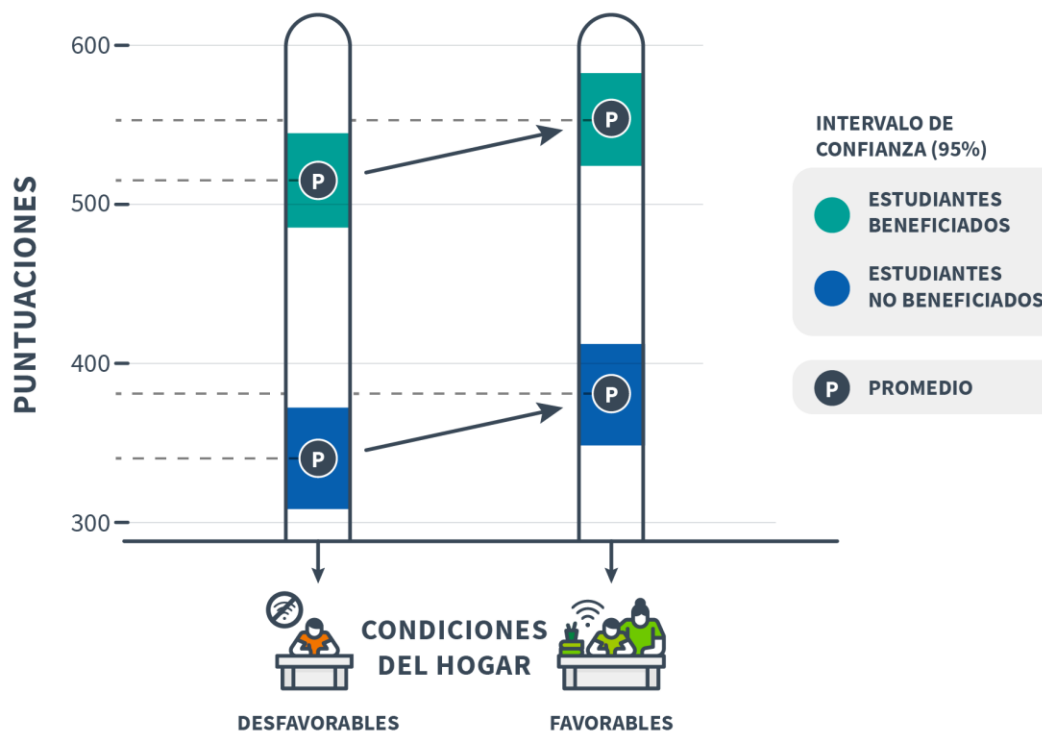 PUNTUACIONES
600
500
400
300
P
P
P
P
INTERVALO DE
CONFIANZA (95%)
ESTUDIANTES
BENEFICIADOS
ESTUDIANTES
NO BENEFICIADOS
P PROMEDIO
CONDICIONES
DEL HOGAR
DESFAVORABLES
FAVORABLES